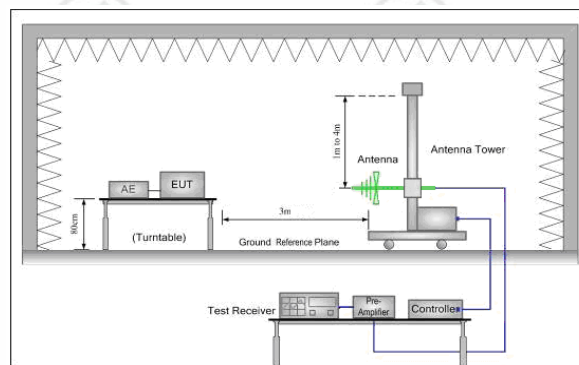 1m to 4m
Antenna
Antenna Tower
AE
EUT
80cm
(Turntable)
3m
Ground Reference Plane
Test Receiver
Pre-
Amplifier
Controller